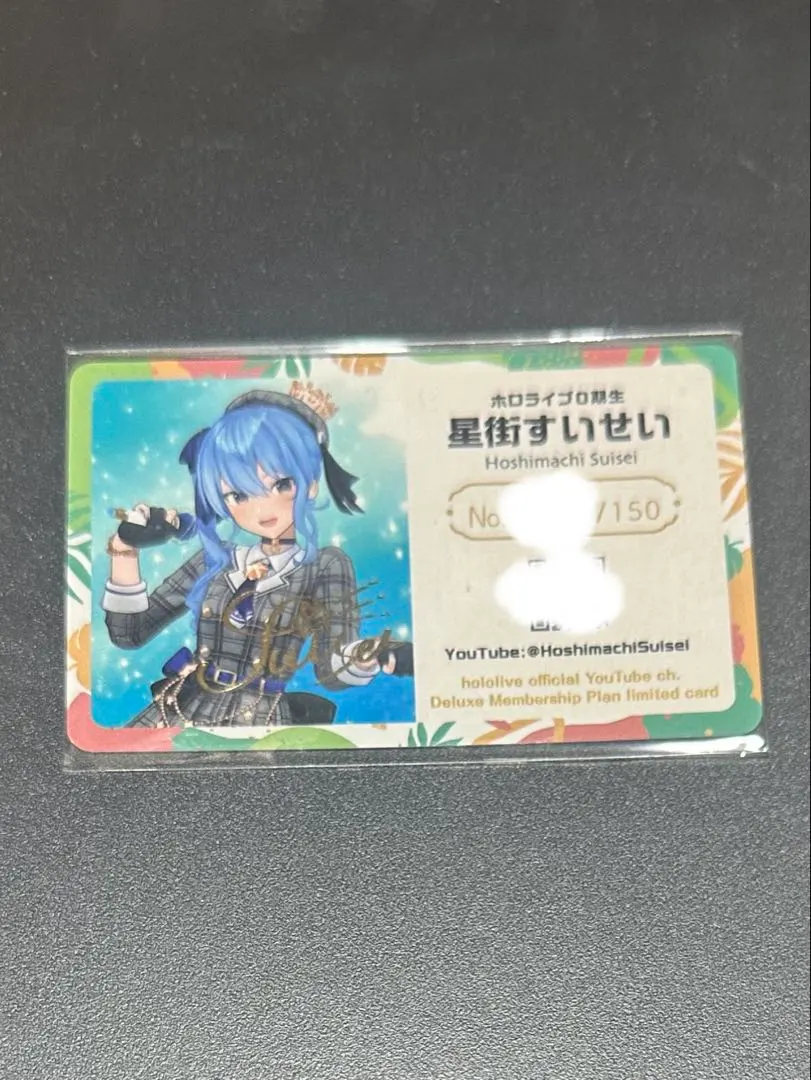 ホロライブ0期生
星街すいせい
Hoshimachi Suisei
No. /150
YouTube:@HoshimachiSuisei
hololive official YouTube ch.
Deluxe Membership Plan limited card